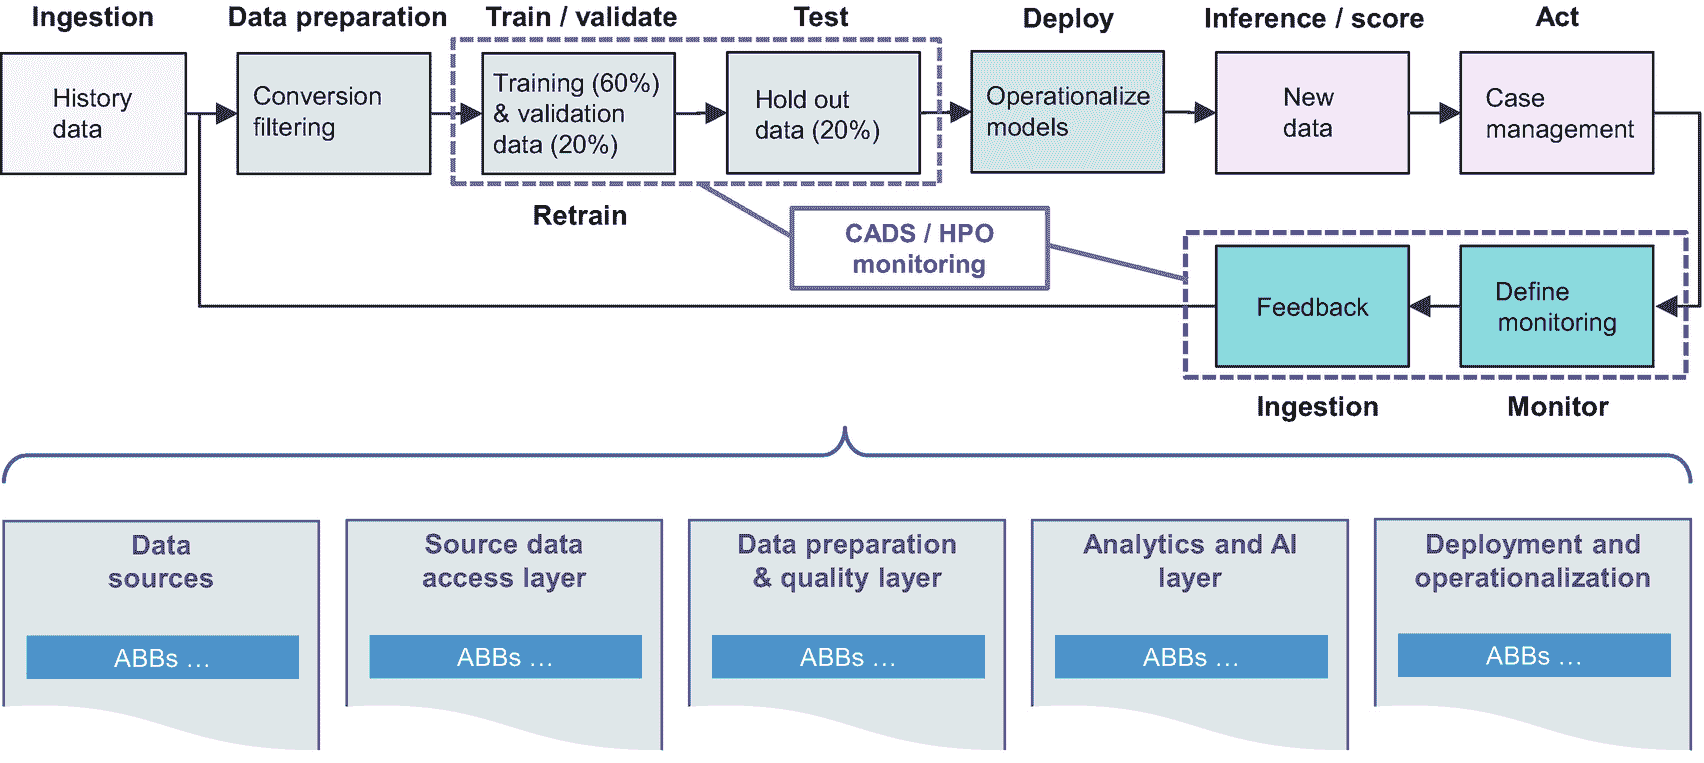 Ingestion
Data preparation
Train / validate
Test
Deploy
Inference / score
Act
History
data
Conversion
filtering
Training (60%)
& validation
data (20%)
Hold out
data (20%)
Operationalize
models
New
data
Case
management
Retrain
CADS / HPO
monitoring
Feedback
Define
monitoring
Ingestion
Monitor
Data
sources
ABBs …
Source data
access layer
ABBs …
Data preparation
& quality layer
ABBs …
Analytics and AI
layer
ABBs …
Deployment and
operationalization
ABBs …